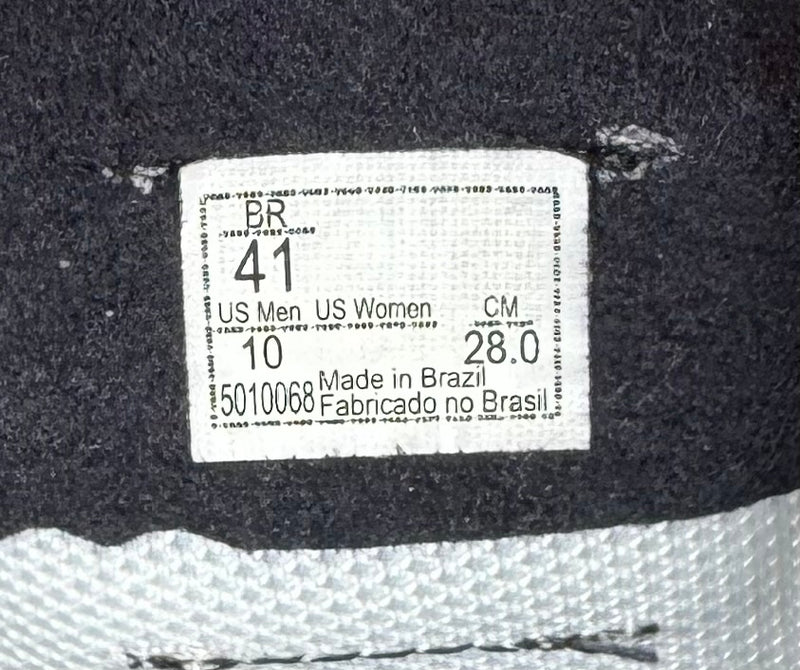 BR
41
US Men US Women CM
10 28.0
5010068 Made in Brazil
Fabricado no Brasil